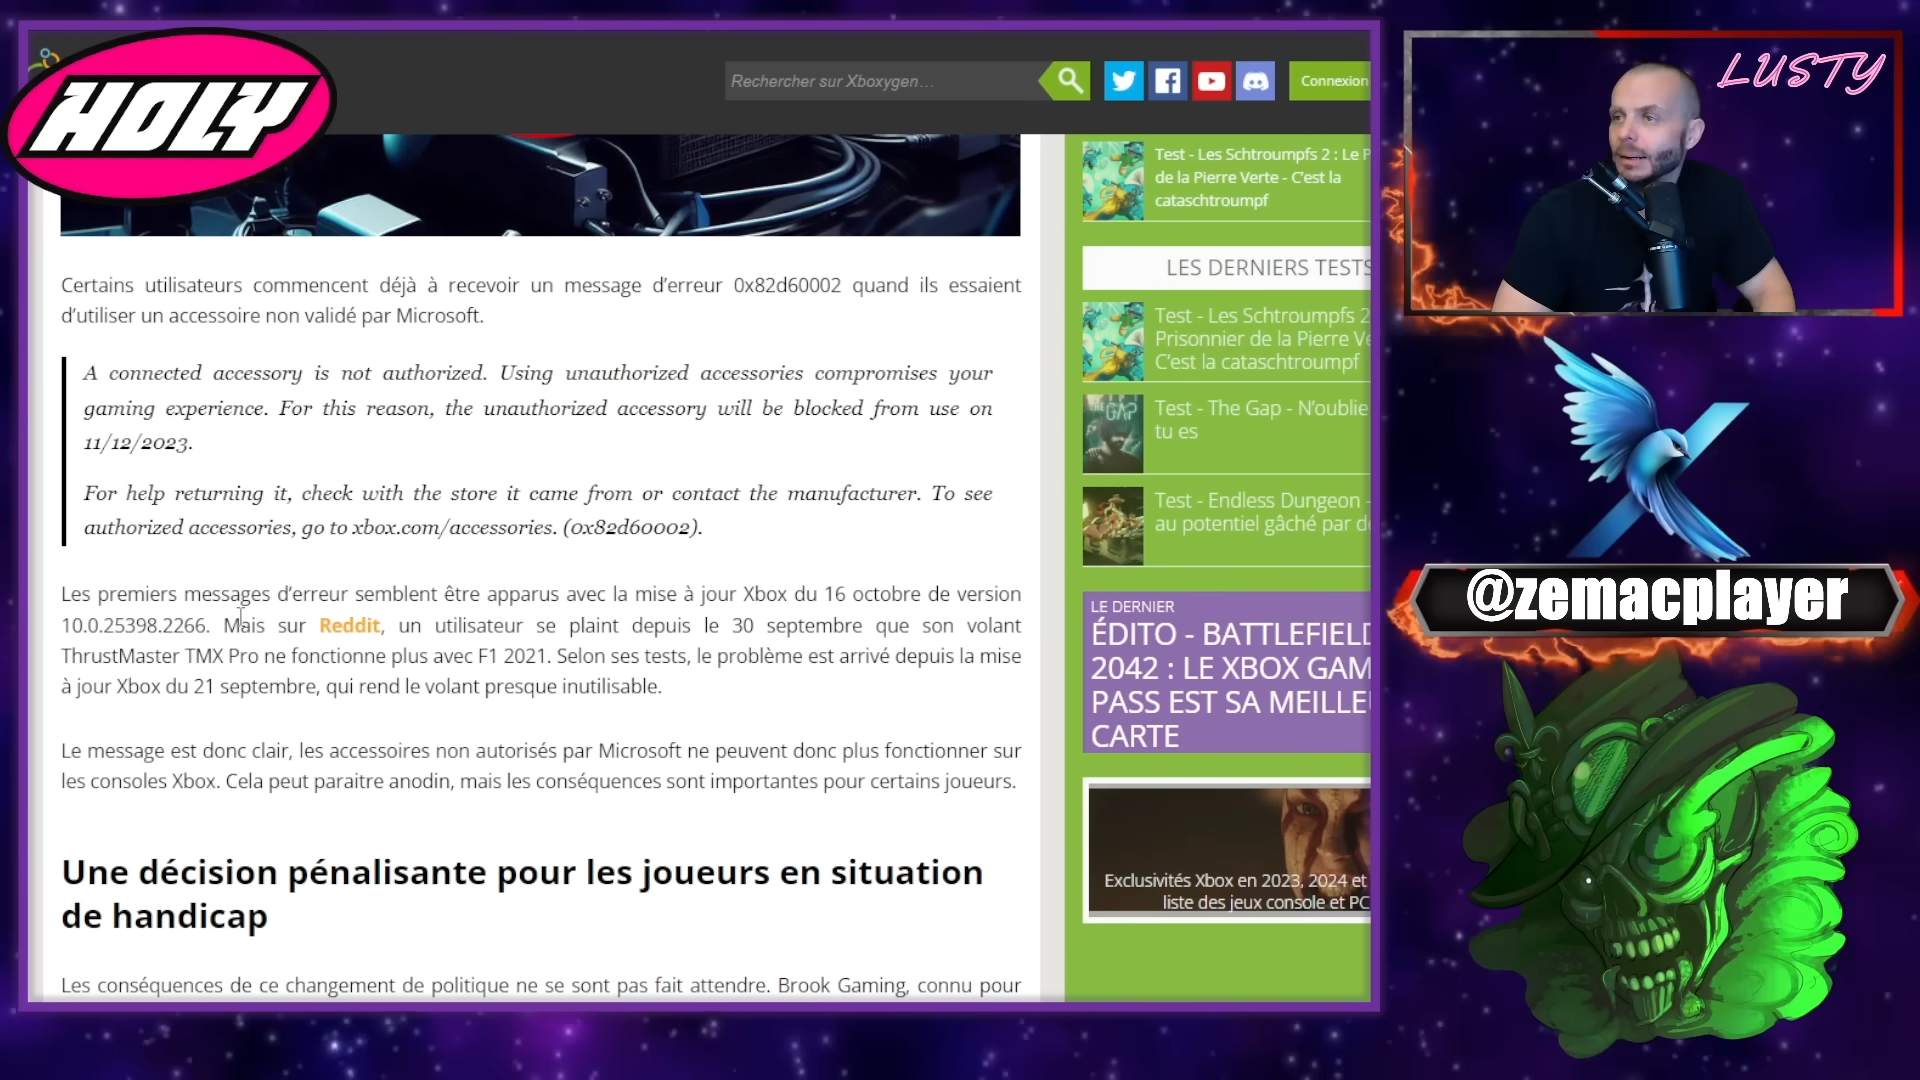 HOLY
Rechercher sur Xboxygen...
Connexion
Certains utilisateurs commencent déjà à recevoir un message d'erreur 0x82d60002 quand ils essaient
d'utiliser un accessoire non validé par Microsoft.
A connected accessory is not authorized. Using unauthorized accessories compromises your
gaming experience. For this reason, the unauthorized accessory will be blocked from use on
11/12/2023.
For help returning it, check with the store it came from or contact the manufacturer. To see
authorized accessories, go to xbox.com/accessories. (0x82d60002).
Les premiers messages d'erreur semblent être apparus avec la mise à jour Xbox du 16 octobre de version
10.0.25398.2266. Mais sur Reddit, un utilisateur se plaint depuis le 30 septembre que son volant
ThrustMaster TMX Pro ne fonctionne plus avec F1 2021. Selon ses tests, le problème est arrivé depuis la mise
à jour Xbox du 21 septembre, qui rend le volant presque inutilisable.
Le message est donc clair, les accessoires non autorisés par Microsoft ne peuvent donc plus fonctionner sur
les consoles Xbox. Cela peut paraitre anodin, mais les conséquences sont importantes pour certains joueurs.
Une décision pénalisante pour les joueurs en situation
de handicap
Les conséquences de ce changement de politique ne se sont pas fait attendre. Brook Gaming, connu pour
Test - Les Schtroumpfs 2 : Le P
de la Pierre Verte - C'est la
cataschtroumpf
LES DERNIERS TESTS
Test - Les Schtroumpfs 2
Prisonnier de la Pierre Ve
C'est la cataschtroumpf
THE GAP
Test - The Gap - N'oublie
tu es
Test - Endless Dungeon -
au potentiel gâché par de
LE DERNIER
ÉDITO - BATTLEFIELD
2042 : LE XBOX GAM
PASS EST SA MEILLE
CARTE
Exclusivités Xbox en 2023, 2024 et
liste des jeux console et PC
LUSTY
@zemacplayer